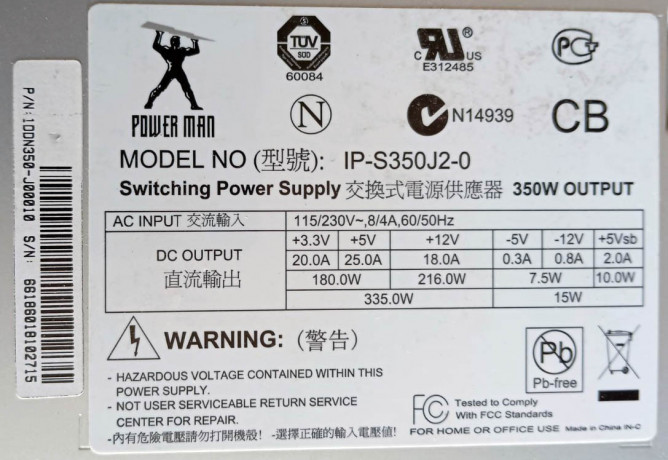 P/N:1DDN350-J00010 S/N: 66186018102715
TÜV
SÜD
60084
c UR® US
E312485
PC
POWER MAN
N
N14939
CB
MODEL NO (型號): IP-S350J2-0
Switching Power Supply 交換式電源供應器 350W OUTPUT
AC INPUT 交流輸入 115/230V~,8/4A,60/50Hz
DC OUTPUT
直流輸出
+3.3V +5V +12V -5V -12V +5Vsb
20.0A 25.0A 18.0A 0.3A 0.8A 2.0A
180.0W 216.0W 7.5W 10.0W
335.0W 15W
WARNING: (警告)
- HAZARDOUS VOLTAGE CONTAINED WITHIN THIS
POWER SUPPLY.
- NOT USER SERVICEABLE RETURN SERVICE
CENTER FOR REPAIR.
-內有危險電壓請勿打開機殼! -選擇正確的輸入電壓值!
Pb
Pb-free
FCC
Tested to Comply
With FCC Standards
FOR HOME OR OFFICE USE Made in China IN-C